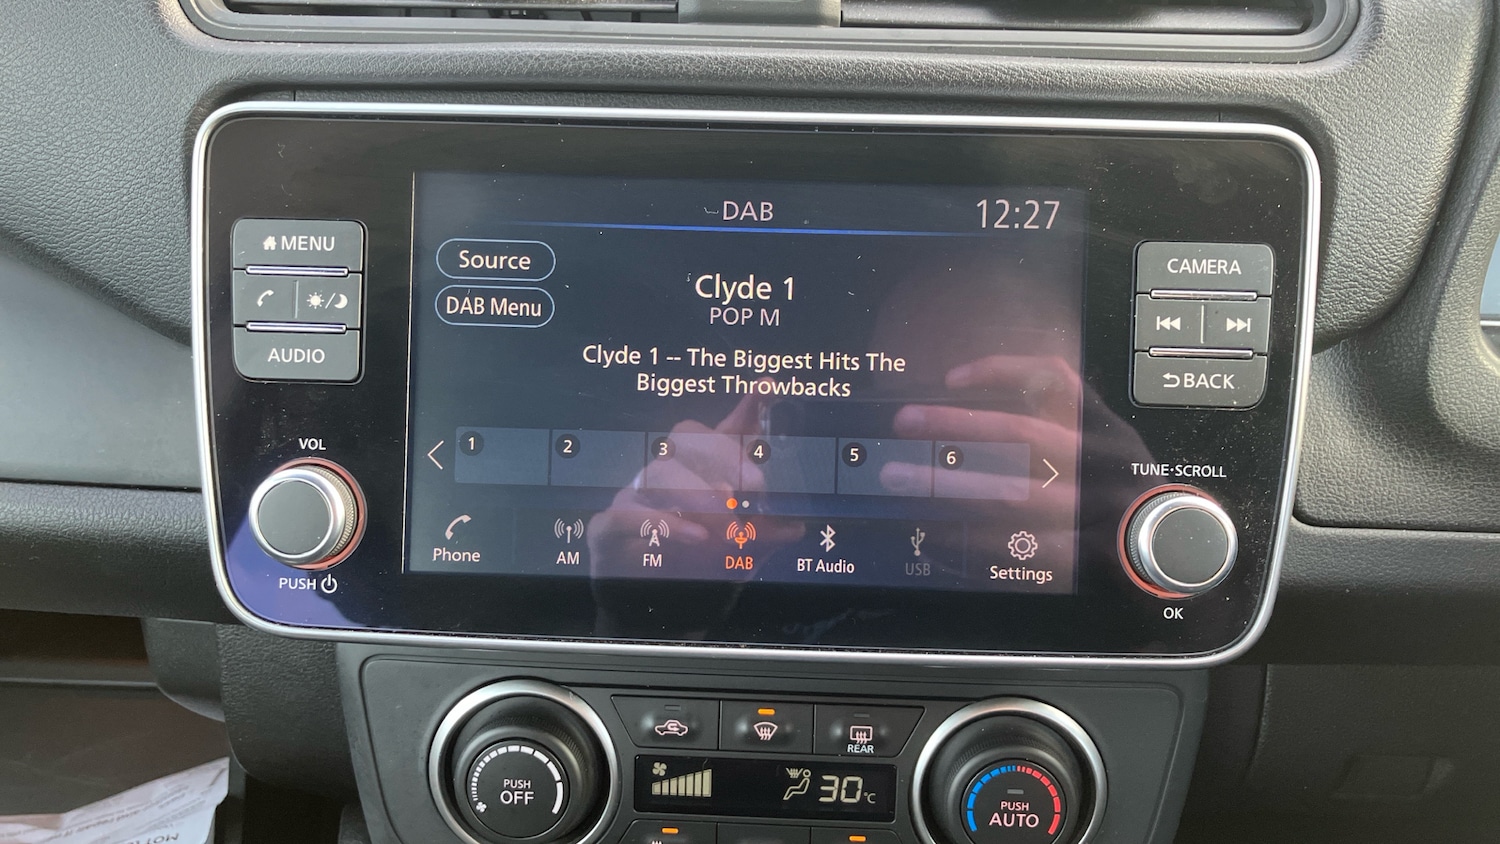 DAB
12:27
MENU
Source
CAMERA
DAB Menu
Clyde 1
POP M
AUDIO
Clyde 1 -- The Biggest Hits The
Biggest Throwbacks
BACK
VOL
1 2 3 4 5 6
TUNE·SCROLL
Phone
AM
FM
DAB
BT Audio
USB
Settings
PUSH
OK
REAR
PUSH
OFF
30°C
PUSH
AUTO